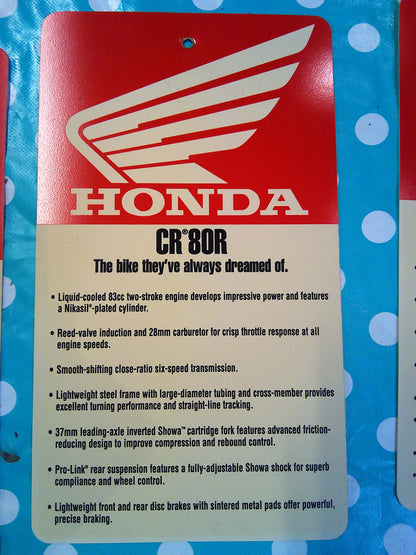 HONDA
CR®80R
The bike they've always dreamed of.
• Liquid-cooled 83cc two-stroke engine develops impressive power and features
a Nikasil®-plated cylinder.
• Reed-valve induction and 28mm carburetor for crisp throttle response at all
engine speeds.
• Smooth-shifting close-ratio six-speed transmission.
• Lightweight steel frame with large-diameter tubing and cross-member provides
excellent turning performance and straight-line tracking.
• 37mm leading-axle inverted Showa™ cartridge fork features advanced friction-
reducing design to improve compression and rebound control.
• Pro-Link® rear suspension features a fully-adjustable Showa shock for superb
compliance and wheel control.
• Lightweight front and rear disc brakes with sintered metal pads offer powerful,
precise braking.